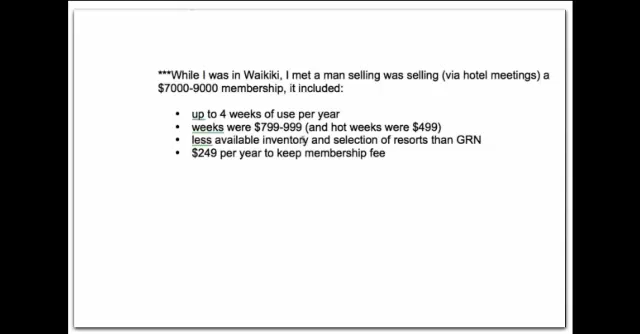 ***While I was in Waikiki, I met a man selling was selling (via hotel meetings) a
$7000-9000 membership, it included:
• up to 4 weeks of use per year
• weeks were $799-999 (and hot weeks were $499)
• less available inventory and selection of resorts than GRN
• $249 per year to keep membership fee